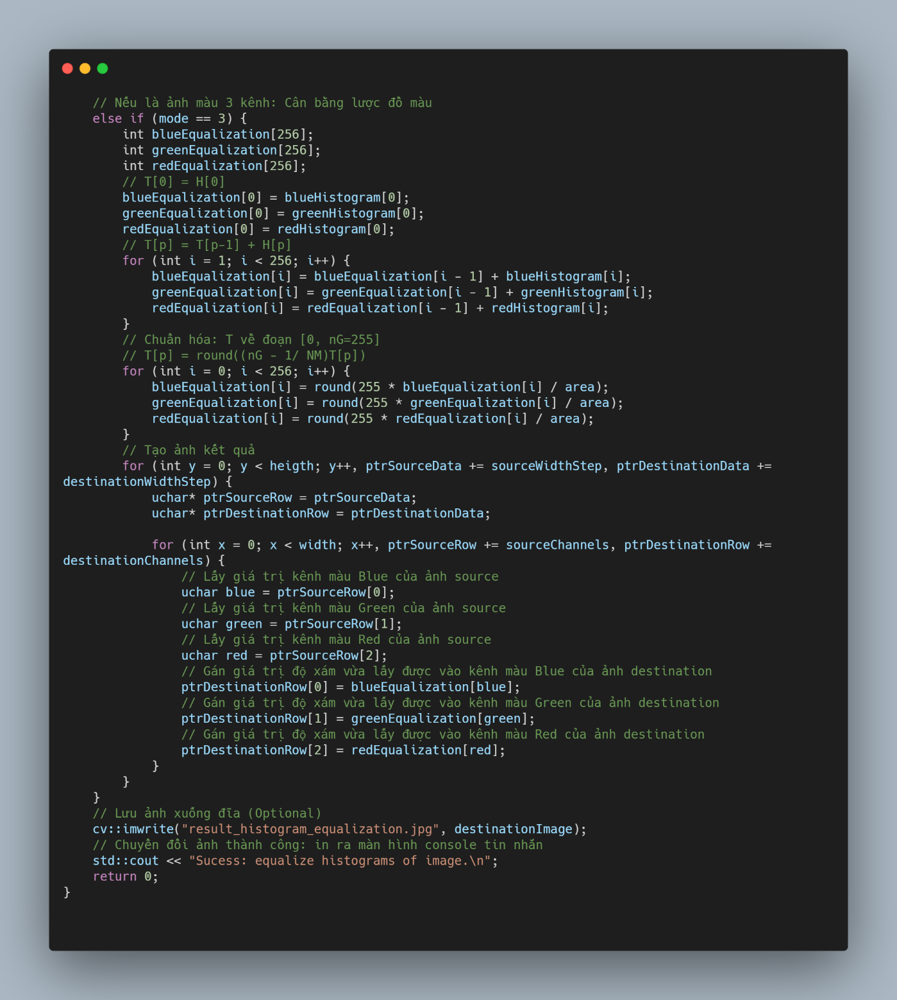 // Nếu là ảnh màu 3 kênh: Cân bằng lược đồ màu
else if (mode == 3) {
int blueEqualization[256];
int greenEqualization[256];
int redEqualization[256];
// T[0] = H[0]
blueEqualization[0] = blueHistogram[0];
greenEqualization[0] = greenHistogram[0];
redEqualization[0] = redHistogram[0];
// T[p] = T[p-1] + H[p]
for (int i = 1; i < 256; i++) {
blueEqualization[i] = blueEqualization[i - 1] + blueHistogram[i];
greenEqualization[i] = greenEqualization[i - 1] + greenHistogram[i];
redEqualization[i] = redEqualization[i - 1] + redHistogram[i];
}
// Chuẩn hóa: T về đoạn [0, nG=255]
// T[p] = round((nG - 1/ NM)T[p])
for (int i = 0; i < 256; i++) {
blueEqualization[i] = round(255 * blueEqualization[i] / area);
greenEqualization[i] = round(255 * greenEqualization[i] / area);
redEqualization[i] = round(255 * redEqualization[i] / area);
}
// Tạo ảnh kết quả
for (int y = 0; y < heigth; y++, ptrSourceData += sourceWidthStep, ptrDestinationData +=
destinationWidthStep) {
uchar* ptrSourceRow = ptrSourceData;
uchar* ptrDestinationRow = ptrDestinationData;
for (int x = 0; x < width; x++, ptrSourceRow += sourceChannels, ptrDestinationRow +=
destinationChannels) {
// Lấy giá trị kênh màu Blue của ảnh source
uchar blue = ptrSourceRow[0];
// Lấy giá trị kênh màu Green của ảnh source
uchar green = ptrSourceRow[1];
// Lấy giá trị kênh màu Red của ảnh source
uchar red = ptrSourceRow[2];
// Gán giá trị độ xám vừa lấy được vào kênh màu Blue của ảnh destination
ptrDestinationRow[0] = blueEqualization[blue];
// Gán giá trị độ xám vừa lấy được vào kênh màu Green của ảnh destination
ptrDestinationRow[1] = greenEqualization[green];
// Gán giá trị độ xám vừa lấy được vào kênh màu Red của ảnh destination
ptrDestinationRow[2] = redEqualization[red];
}
}
}
// Lưu ảnh xuống đĩa (Optional)
cv::imwrite("result_histogram_equalization.jpg", destinationImage);
// Chuyển đổi ảnh thành công: in ra màn hình console tin nhắn
std::cout << "Sucess: equalize histograms of image.\n";
return 0;
}